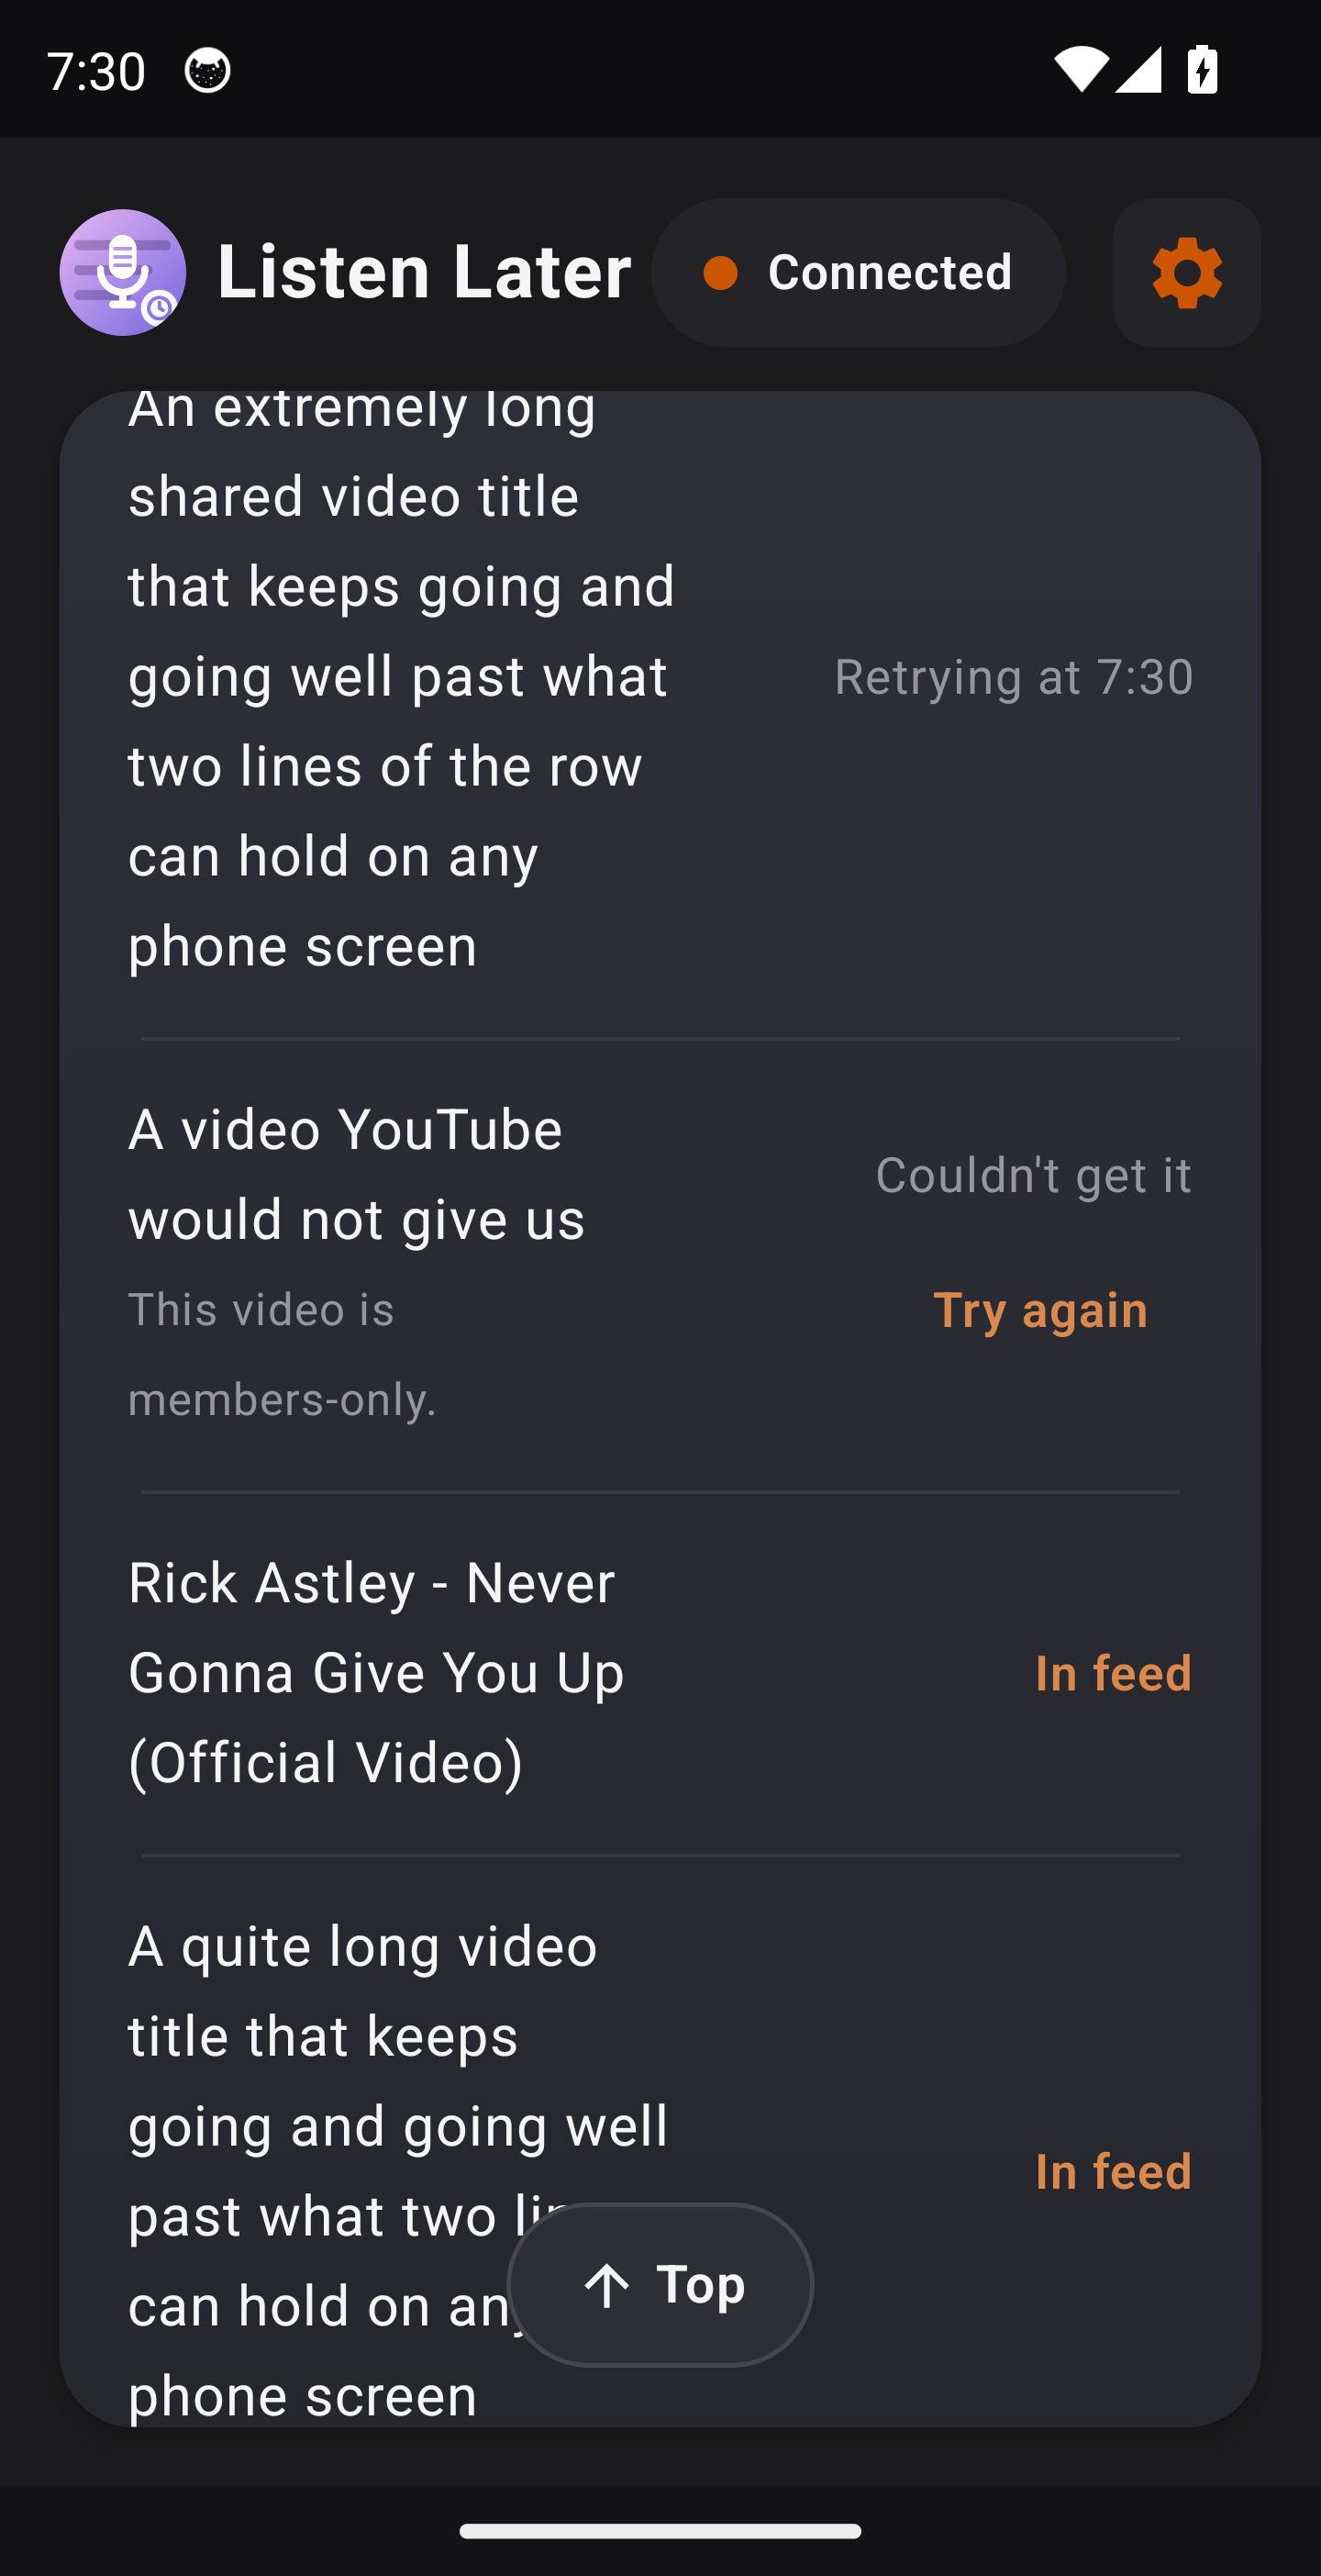 7:30
Listen Later
Connected
An extremely long
shared video title
that keeps going and
going well past what
two lines of the row
can hold on any
phone screen
Retrying at 7:30
A video YouTube
would not give us
Couldn't get it
This video is
members-only.
Try again
Rick Astley - Never
Gonna Give You Up
(Official Video)
In feed
A quite long video
title that keeps
going and going well
past what two
can hold on
phone screen
In feed
Top